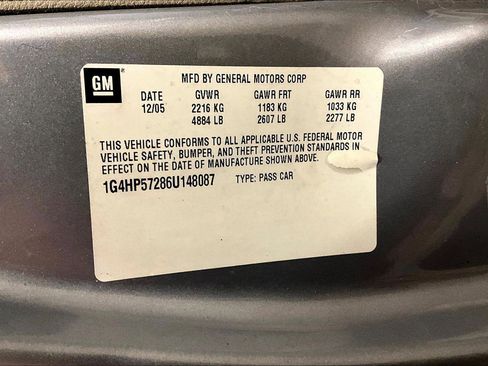 GM
MFD BY GENERAL MOTORS CORP
DATE GVWR GAWR FRT GAWR RR
12/05 2216 KG 1183 KG 1033 KG
4884 LB 2607 LB 2277 LB
THIS VEHICLE CONFORMS TO ALL APPLICABLE U.S. FEDERAL MOTOR
VEHICLE SAFETY, BUMPER, AND THEFT PREVENTION STANDARDS IN
EFFECT ON THE DATE OF MANUFACTURE SHOWN ABOVE.
1G4HP57286U148087 TYPE: PASS CAR